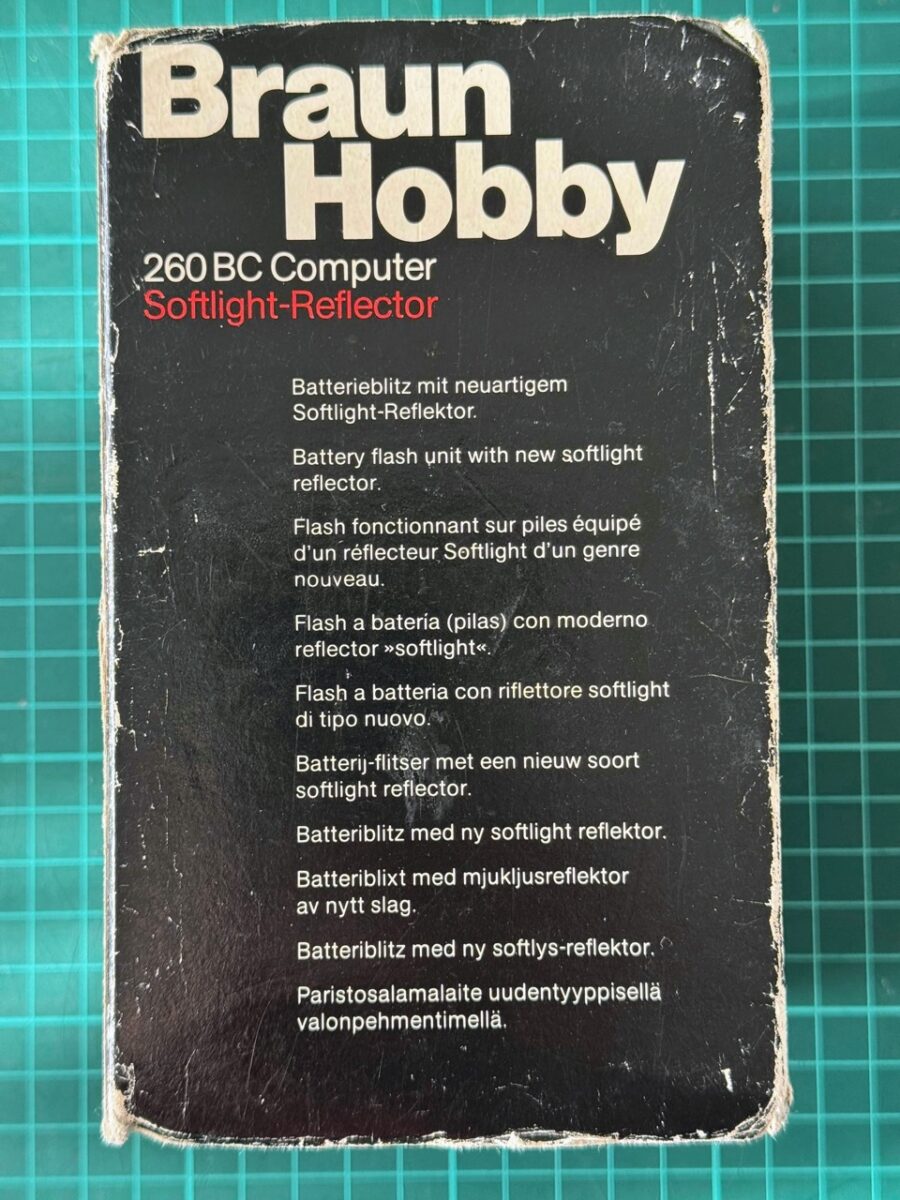 Braun
Hobby
260 BC Computer
Softlight-Reflector
Batterieblitz mit neuartigem
Softlight-Reflektor.
Battery flash unit with new softlight
reflector.
Flash fonctionnant sur piles équipé
d'un réflecteur Softlight d'un genre
nouveau.
Flash a batería (pilas) con moderno
reflector »softlight«.
Flash a batteria con riflettore softlight
di tipo nuovo.
Batterij-flitser met een nieuw soort
softlight reflector.
Batteriblitz med ny softlight reflektor.
Batteriblixt med mjukljusreflektor
av nytt slag.
Batteriblitz med ny softlys-reflektor.
Paristosalamalaite uudentyyppisellä
valonpehmentimellä.